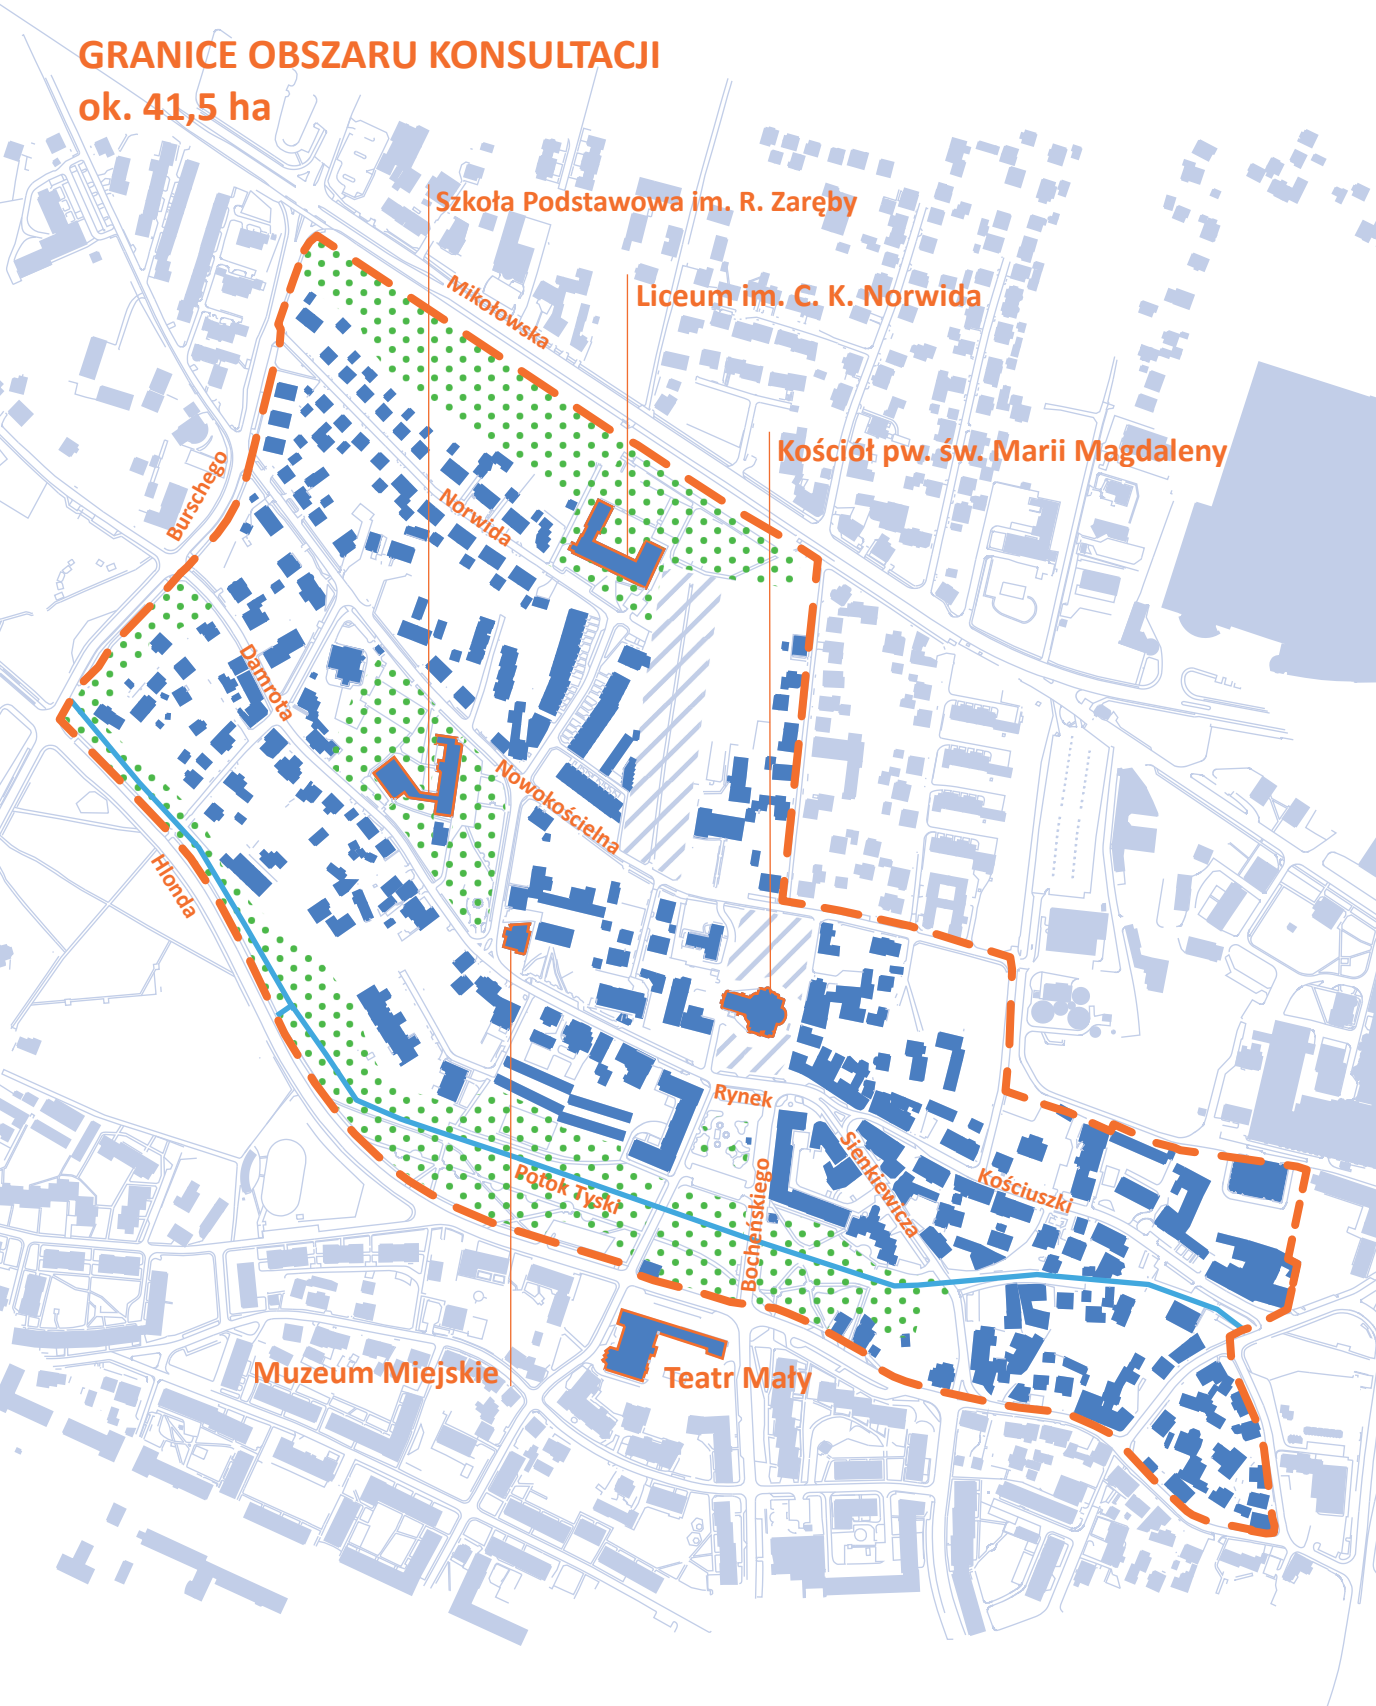 GRANICE OBSZARU KONSULTACJI
ok. 41,5 ha
Szkoła Podstawowa im. R. Zaręby
Mikołowska
Liceum im. C. K. Norwida
Kościół pw. św. Marii Magdaleny
Burschego
Norwida
Damrota
Nowokościelna
Hlonda
Rynek
Sienkiewicza
Kościuszki
Potok Tyski
Bocheńskiego
Muzeum Miejskie
Teatr Mały